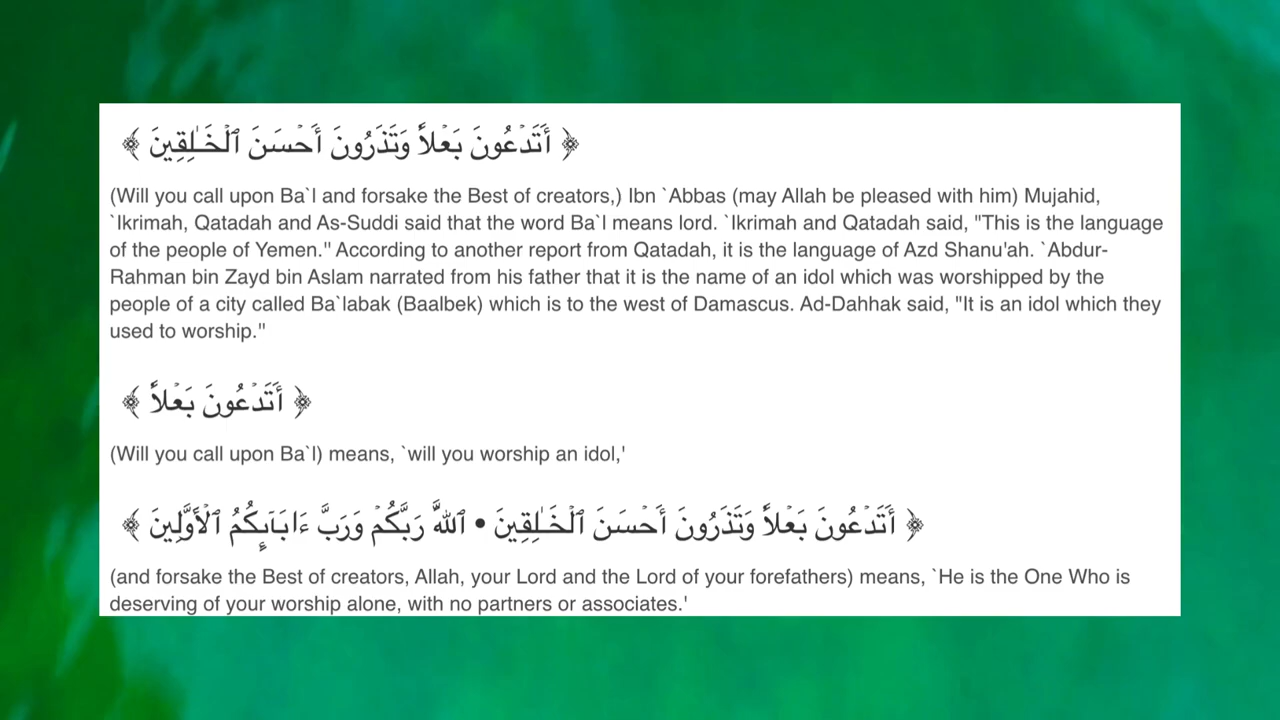 ﴿ أَتَدْعُونَ بَعْلاً وَتَذَرُونَ أَحْسَنَ ٱلْخَـٰلِقِينَ ﴾
(Will you call upon Ba`l and forsake the Best of creators,) Ibn `Abbas (may Allah be pleased with him) Mujahid,
`Ikrimah, Qatadah and As-Suddi said that the word Ba`l means lord. `Ikrimah and Qatadah said, "This is the language
of the people of Yemen." According to another report from Qatadah, it is the language of Azd Shanu'ah. `Abdur-
Rahman bin Zayd bin Aslam narrated from his father that it is the name of an idol which was worshipped by the
people of a city called Ba`labak (Baalbek) which is to the west of Damascus. Ad-Dahhak said, "It is an idol which they
used to worship."
﴿ أَتَدْعُونَ بَعْلاً ﴾
(Will you call upon Ba`l) means, `will you worship an idol,'
﴿ أَتَدْعُونَ بَعْلاً وَتَذَرُونَ أَحْسَنَ ٱلْخَـٰلِقِينَ • ٱللَّهَ رَبَّكُمْ وَرَبَّ ءَابَآئِكُمُ ٱلْأَوَّلِينَ ﴾
(and forsake the Best of creators, Allah, your Lord and the Lord of your forefathers) means, `He is the One Who is
deserving of your worship alone, with no partners or associates.'